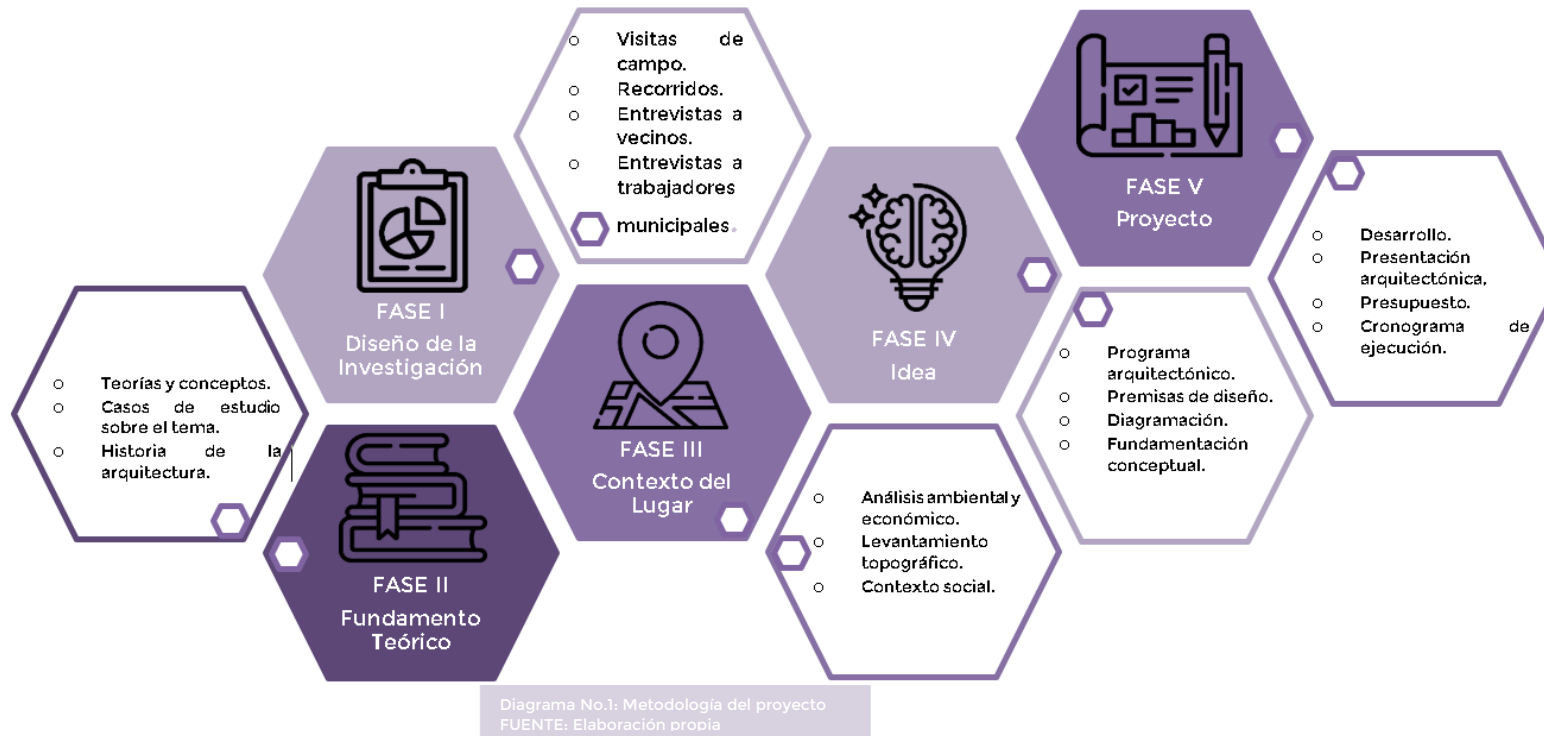 FASE I
Diseño de la
Investigación
Visitas de
campo.
Recorridos.
Entrevistas a
vecinos.
Entrevistas a
trabajadores
municipales.
FASE II
Fundamento
Teórico
Teorías y conceptos.
Casos de estudio
sobre el tema.
Historia de la
arquitectura.
FASE III
Contexto del
Lugar
Análisis ambiental y
económico.
Levantamiento
topográfico.
Contexto social.
FASE IV
Idea
Programa
arquitectónico.
Premisas de diseño.
Diagramación.
Fundamentación
conceptual.
FASE V
Proyecto
Desarrollo.
Presentación
arquitectónica,
Presupuesto.
Cronograma de
ejecución.
Diagrama No.1: Metodología del proyecto
FUENTE: Elaboración propia